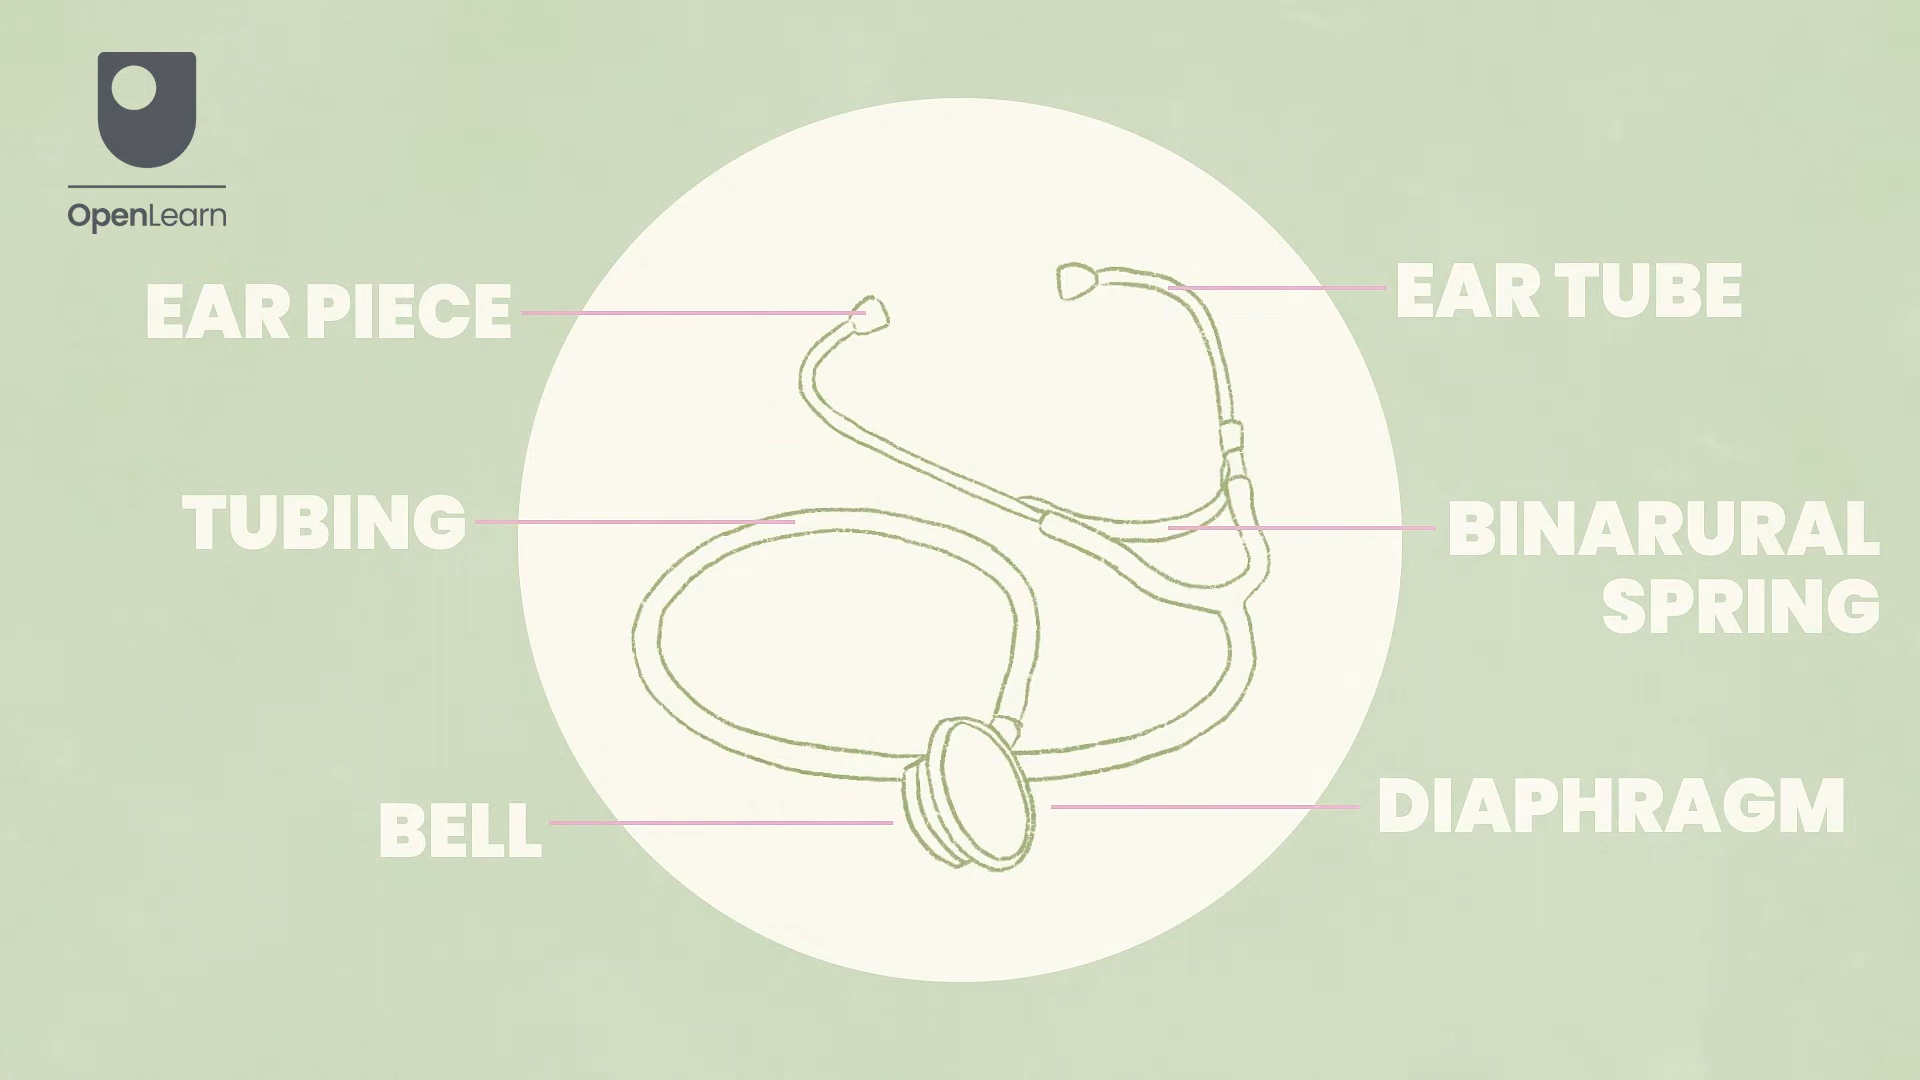 OpenLearn
EAR PIECE
EAR TUBE
TUBING
BINARURAL
SPRING
BELL
DIAPHRAGM